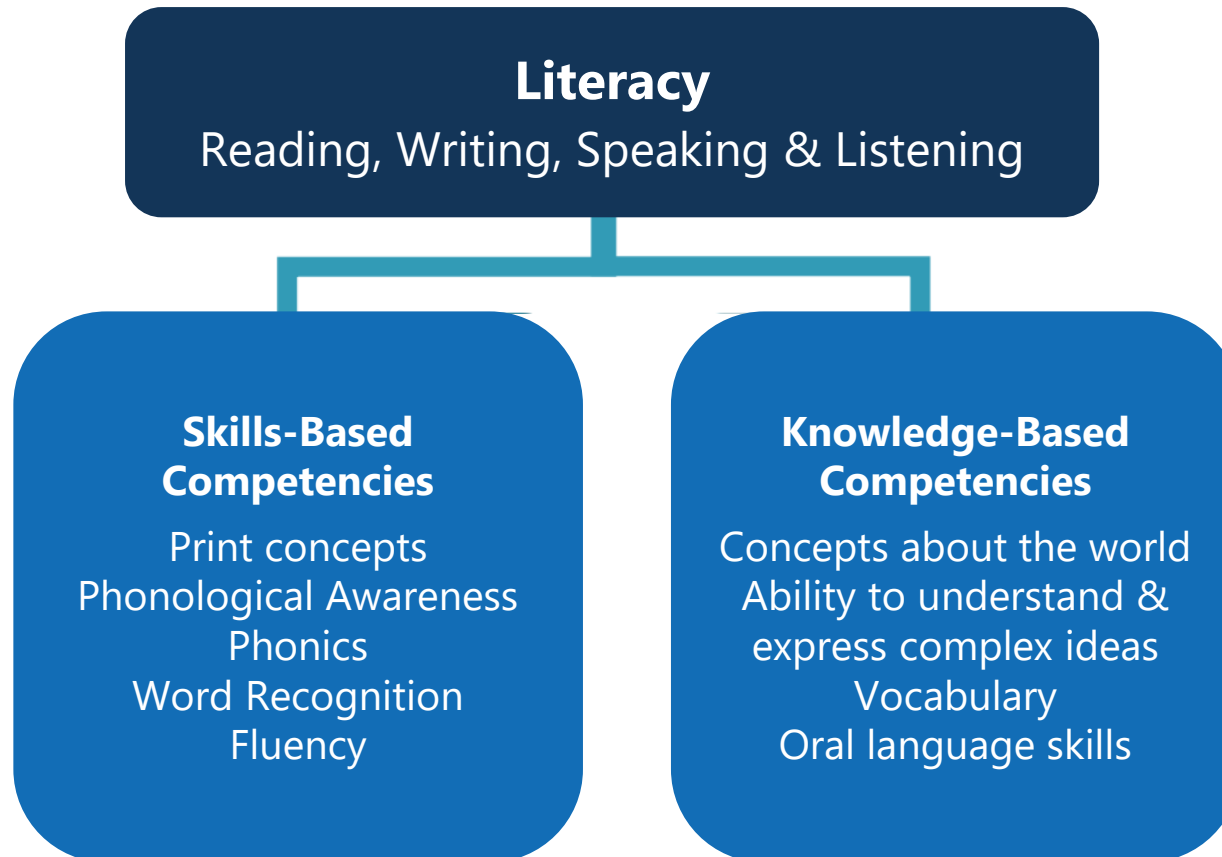 Literacy
Reading, Writing, Speaking & Listening
Skills-Based
Competencies
Print concepts
Phonological Awareness
Phonics
Word Recognition
Fluency
Knowledge-Based
Competencies
Concepts about the world
Ability to understand &
express complex ideas
Vocabulary
Oral language skills